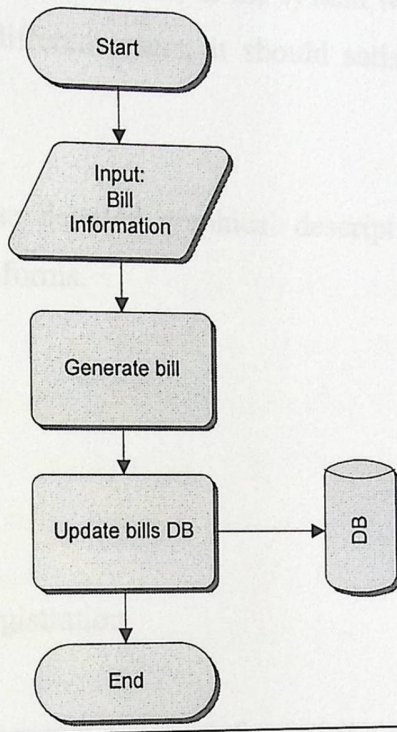 Start
Input:
Bill
Information
Generate bill
Update bills DB
DB
End